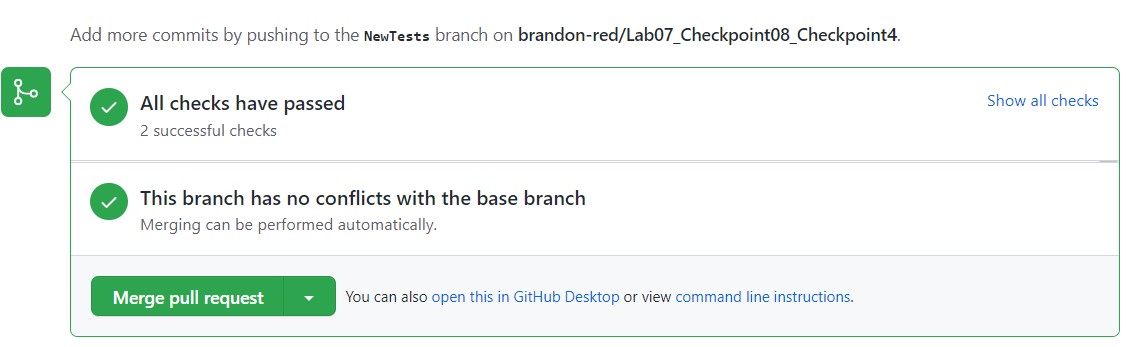 Add more commits by pushing to the NewTests branch on brandon-red/Lab07_Checkpoint08_Checkpoint4.
All checks have passed
Show all checks
2 successful checks
This branch has no conflicts with the base branch
Merging can be performed automatically.
Merge pull request
You can also open this in GitHub Desktop or view command line instructions.